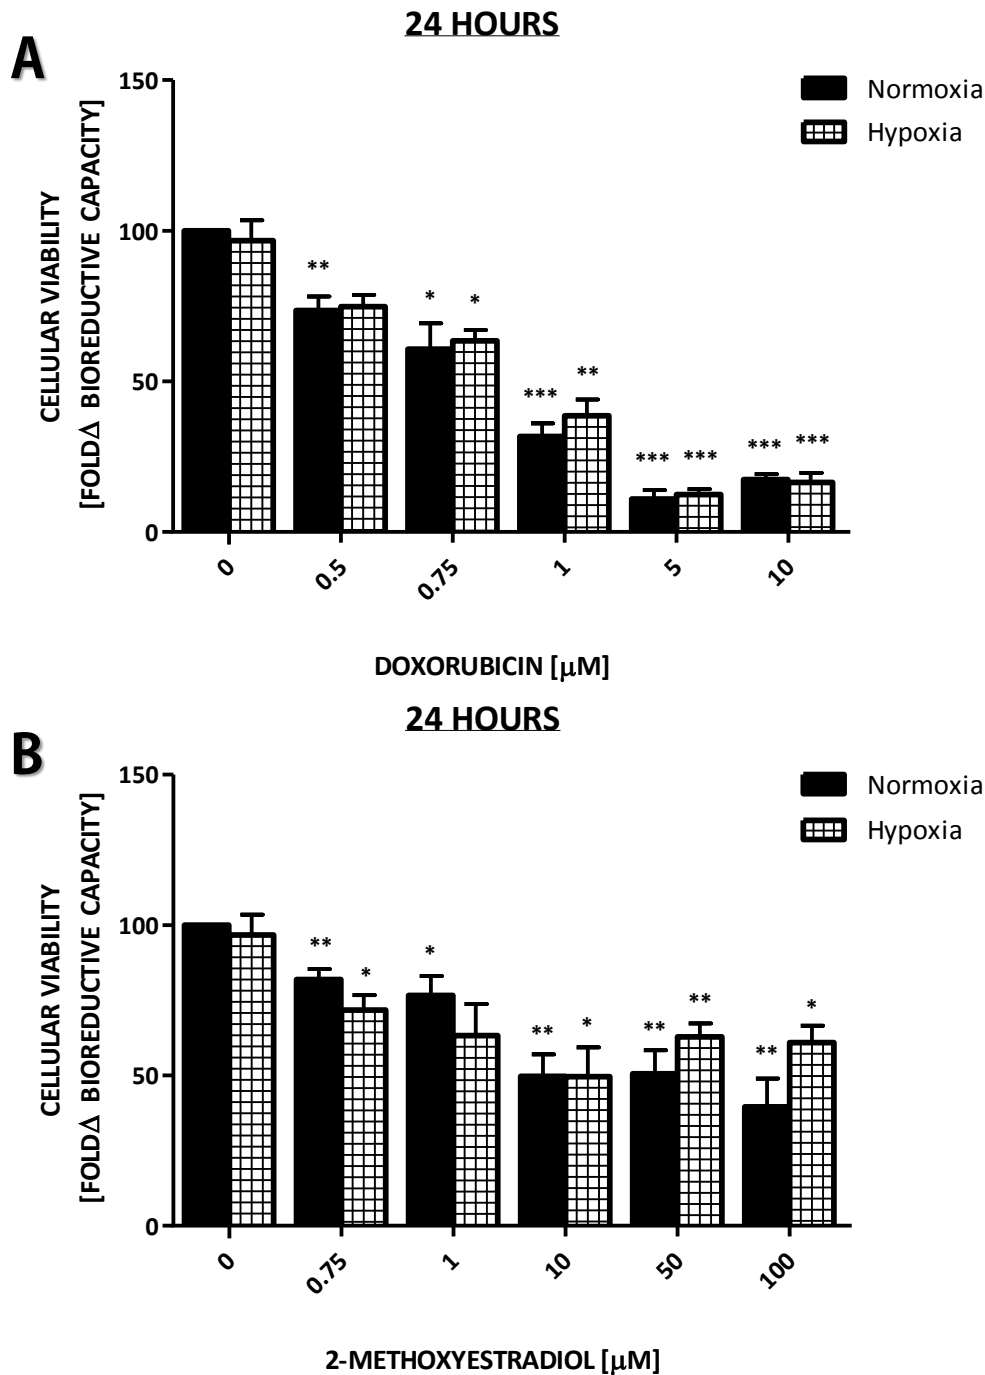 24 HOURS
A
150
100
50
0
CELLULAR VIABILITY
[FOLDΔ BIOREDUCTIVE CAPACITY]
Normoxia
Hypoxia
**
* *
*** **
*** ***
*** ***
0 0.5 0.75 1 5 10
DOXORUBICIN [μM]
24 HOURS
B
150
100
50
0
CELLULAR VIABILITY
[FOLDΔ BIOREDUCTIVE CAPACITY]
Normoxia
Hypoxia
** *
*
** *
** **
** *
0 0.75 1 10 50 100
2-METHOXYESTRADIOL [μM]